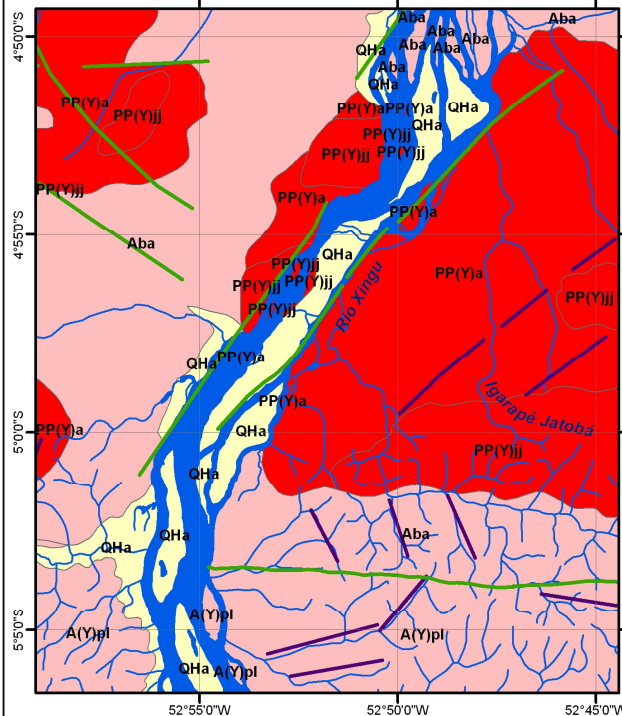 Aba
Aba
Aba
4°50'0"S
QHa
Aba
Aba
Aba
Aba
QHa
PP(Y)a
PP(Y)jj
PP(Y)a
PP(Y)a
QHa
QHa
PP(Y)jj
PP(Y)jj
PP(Y)jj
PP(Y)jj
PP(Y)a
PP(Y)a
4°55'0"S
Aba
QHa
PP(Y)jj
PP(Y)a
PP(Y)jj
PP(Y)jj
PP(Y)jj
PP(Y)jj
Rio Xingu
QHa
PP(Y)a
PP(Y)a
Igarapé Jatobá
5°0'0"S
PP(Y)a
QHa
PP(Y)jj
QHa
QHa
Aba
QHa
A(Y)pl
5°5'0"S
A(Y)pl
A(Y)pl
QHa
A(Y)pl
52°55'0"W
52°50'0"W
52°45'0"W